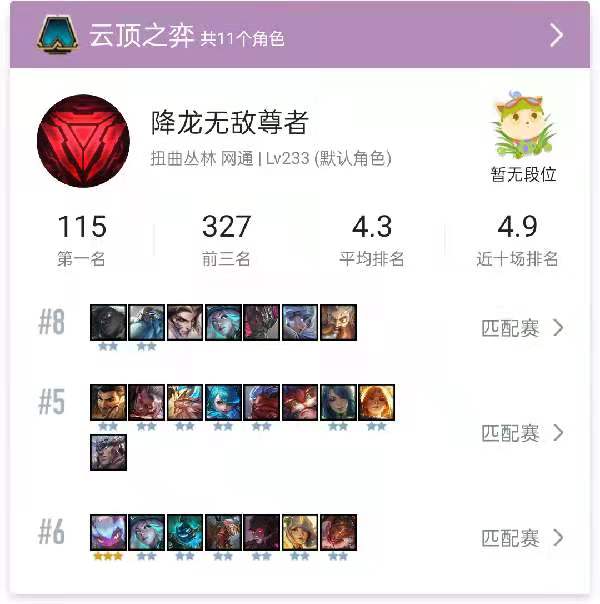 云顶之弈 共11个角色
降龙无敌尊者
扭曲丛林 网通 | Lv233 (默认角色)
暂无段位
115 327 4.3 4.9
第一名 前三名 平均排名 近十场排名
#8 匹配赛
#5 匹配赛
#6 匹配赛